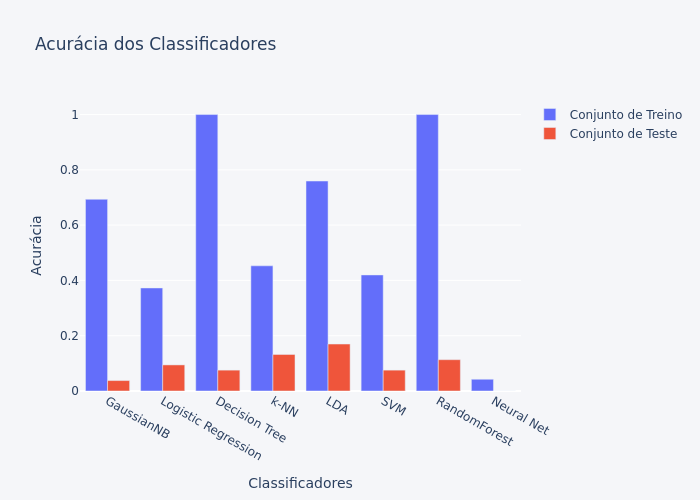 Acurácia dos Classificadores
Conjunto de Treino
Conjunto de Teste
Acurácia
1
0.8
0.6
0.4
0.2
0
GaussianNB
Logistic Regression
Decision Tree
k-NN
LDA
SVM
RandomForest
Neural Net
Classificadores